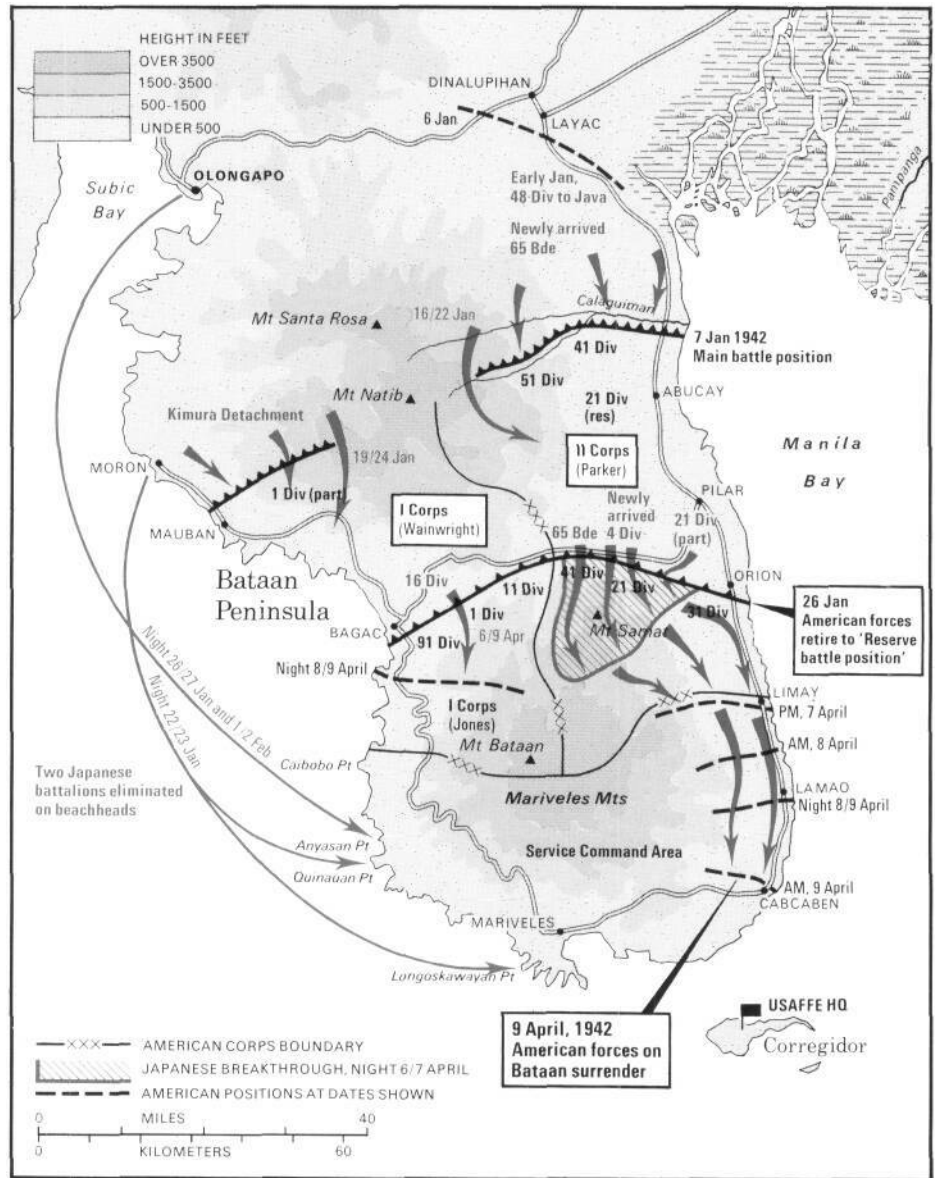 HEIGHT IN FEET
OVER 3500
1500-3500
500-1500
UNDER 500
DINALUPIHAN
6 Jan
LAYAC
OLONGAPO
Subic
Bay
Early Jan,
48 Div to Java
Newly arrived
65 Bde
Pampanga
Calaguiman
Mt Santa Rosa
16/22 Jan
7 Jan 1942
Main battle position
41 Div
51 Div
Mt Natib
21 Div
(res)
ABUCAY
Kimura Detachment
II Corps
(Parker)
Manila
Bay
MORON
19/24 Jan
1 Div (part)
I Corps
(Wainwright)
PILAR
MAUBAN
Newly
arrived
4 Div
65 Bde
21 Div
(part)
Bataan
Peninsula
16 Div
11 Div
41 Div
21 Div
ORION
1 Div
31 Div
26 Jan
American forces
retire to 'Reserve
battle position'
BAGAC
91 Div
6/9 Apr
Mt Samat
Night 8/9 April
LIMAY
PM, 7 April
I Corps
(Jones)
Night 26/27 Jan and 1/2 Feb
Night 22/23 Jan
Mt Bataan
AM, 8 April
Caibobo Pt
Two Japanese
battalions eliminated
on beachheads
LAMAO
Night 8/9 April
Mariveles Mts
Anyasan Pt
Service Command Area
Quinauan Pt
AM, 9 April
CABCABEN
MARIVELES
Longoskawayan Pt
USAFFE HQ
Corregidor
9 April, 1942
American forces on
Bataan surrender
XXX AMERICAN CORPS BOUNDARY
JAPANESE BREAKTHROUGH, NIGHT 6/7 APRIL
AMERICAN POSITIONS AT DATES SHOWN
0 MILES 40
0 KILOMETERS 60